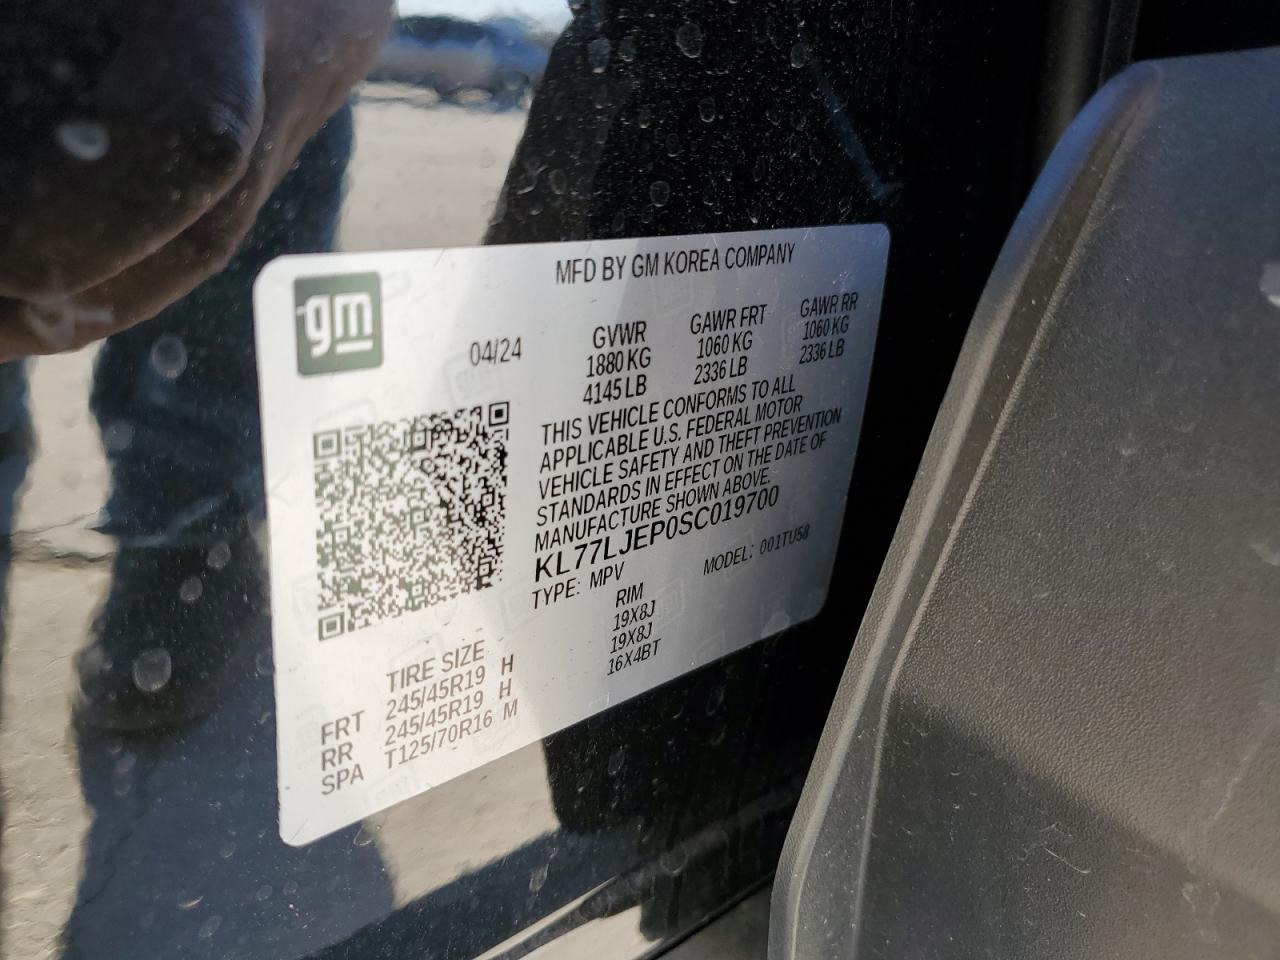 MFD BY GM KOREA COMPANY
gm
04/24
GVWR GAWR FRT GAWR RR
1880 KG 1060 KG 1060 KG
4145 LB 2336 LB 2336 LB
THIS VEHICLE CONFORMS TO ALL
APPLICABLE U.S. FEDERAL MOTOR
VEHICLE SAFETY AND THEFT PREVENTION
STANDARDS IN EFFECT ON THE DATE OF
MANUFACTURE SHOWN ABOVE.
KL77LJEP0SC019700
TYPE: MPV MODEL: 001TU58
TIRE SIZE RIM
FRT 245/45R19 H 19X8J
RR 245/45R19 H 19X8J
SPA T125/70R16 M 16X4BT